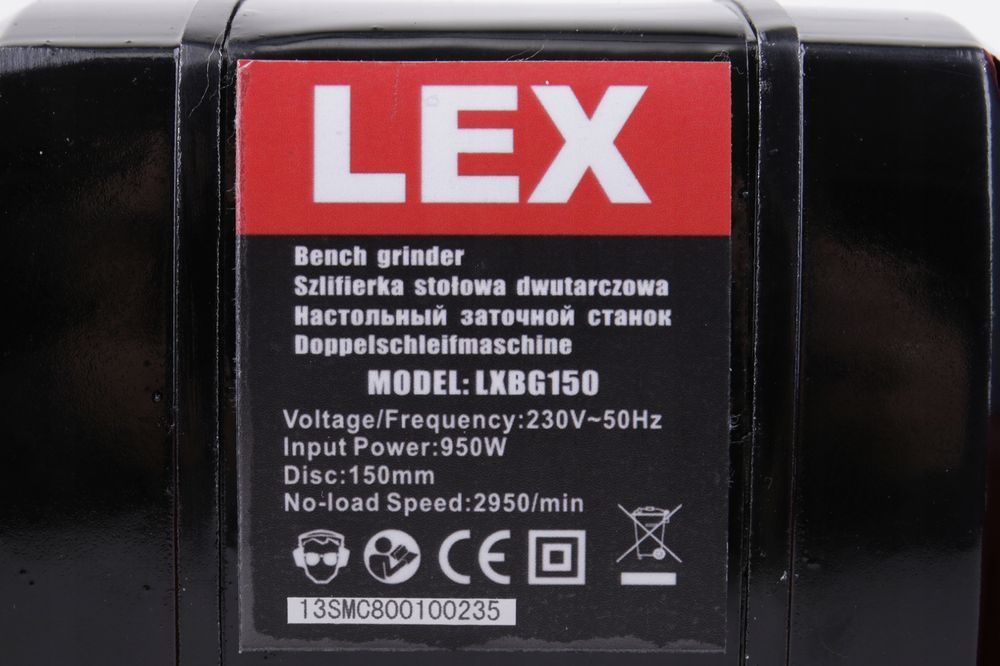 LEX
Bench grinder
Szlifierka stołowa dwutarczowa
Настольный заточной станок
Doppelschleifmaschine
MODEL: LXBG150
Voltage/Frequency:230V~50Hz
Input Power:950W
Disc:150mm
No-load Speed:2950/min
CE
13SMC800100235